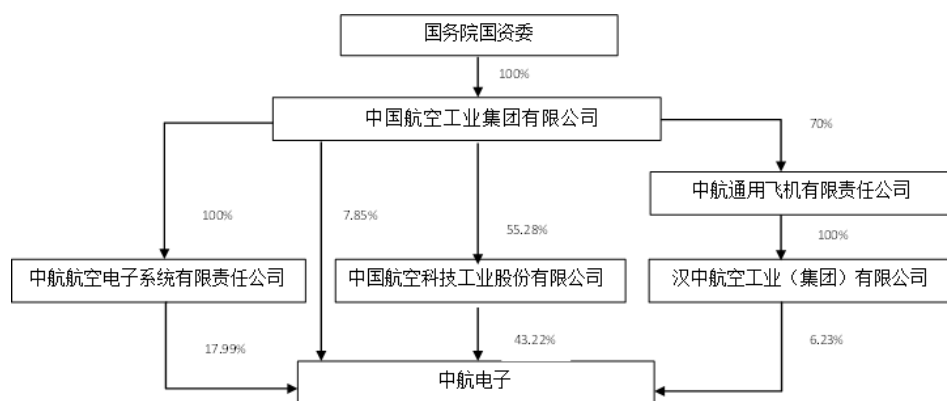 国务院国资委
100%
中国航空工业集团有限公司
70%
中航通用飞机有限责任公司
100%
7.85%
55.28%
100%
中航航空电子系统有限责任公司
中国航空科技工业股份有限公司
汉中航空工业（集团）有限公司
17.99%
43.22%
6.23%
中航电子